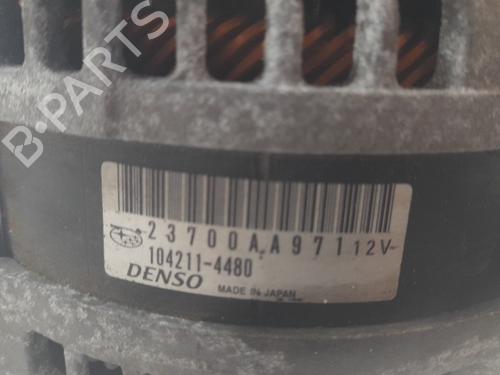 B-PARTS
23700AA971 12V-
104211-4480
DENSO
MADE IN JAPAN